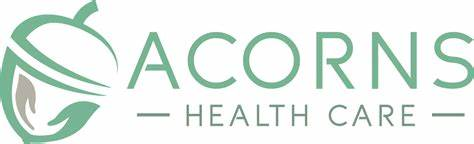 ACORNS
— HEALTH CARE —